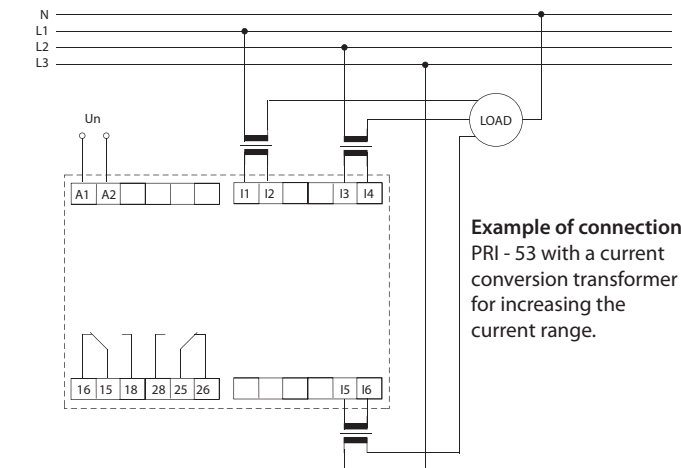 N
L1
L2
L3
Un
LOAD
A1 A2
I1 I2 I3 I4
Example of connection
PRI - 53 with a current
conversion transformer
for increasing the
current range.
16 15 18 28 25 26
I5 I6